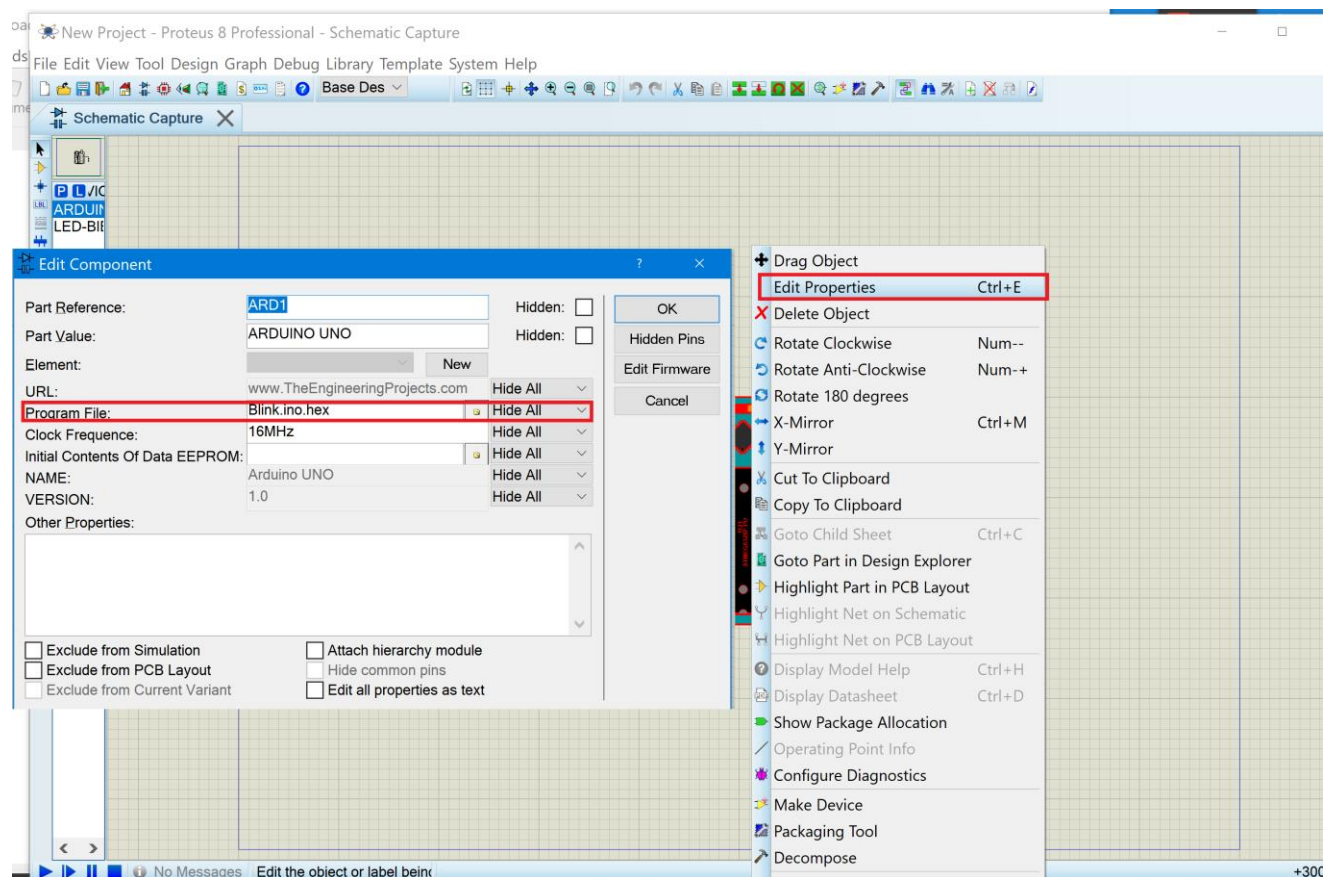 New Project - Proteus 8 Professional - Schematic Capture
File Edit View Tool Design Graph Debug Library Template System Help
Base Des
Schematic Capture
P L
ARDUIN
LED-BI
Edit Component
Part Reference: ARD1 Hidden:
Part Value: ARDUINO UNO Hidden:
Element: New
URL: www.TheEngineeringProjects.com Hide All
Program File: Blink.ino.hex Hide All
Clock Frequence: 16MHz Hide All
Initial Contents Of Data EEPROM: Hide All
NAME: Arduino UNO Hide All
VERSION: 1.0 Hide All
Other Properties:
Exclude from Simulation Attach hierarchy module
Exclude from PCB Layout Hide common pins
Exclude from Current Variant Edit all properties as text
OK
Hidden Pins
Edit Firmware
Cancel
Drag Object
Edit Properties Ctrl+E
Delete Object
Rotate Clockwise Num--
Rotate Anti-Clockwise Num-+
Rotate 180 degrees
X-Mirror Ctrl+M
Y-Mirror
Cut To Clipboard
Copy To Clipboard
Goto Child Sheet Ctrl+C
Goto Part in Design Explorer
Highlight Part in PCB Layout
Highlight Net on Schematic
Highlight Net on PCB Layout
Display Model Help Ctrl+H
Display Datasheet Ctrl+D
Show Package Allocation
Operating Point Info
Configure Diagnostics
Make Device
Packaging Tool
Decompose
No Messages Edit the object or label being +300